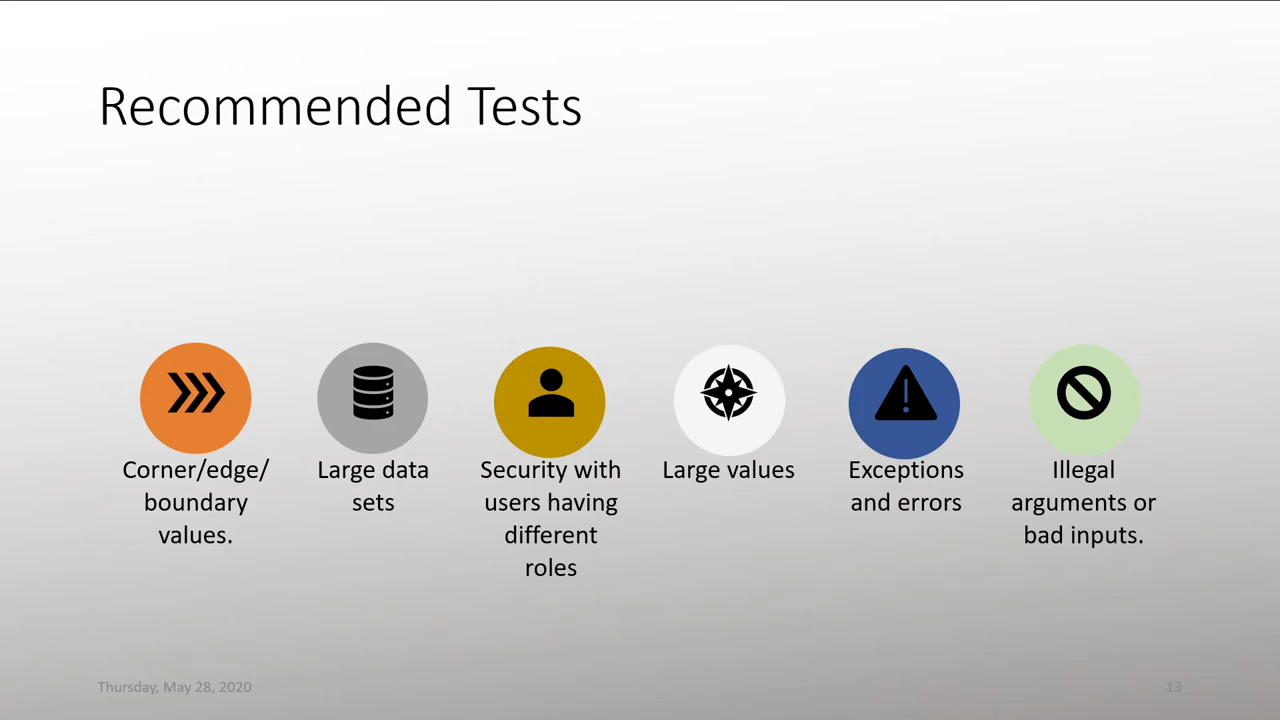 Recommended Tests
Corner/edge/
boundary
values.
Large data
sets
Security with
users having
different
roles
Large values
Exceptions
and errors
Illegal
arguments or
bad inputs.
Thursday, May 28, 2020
13